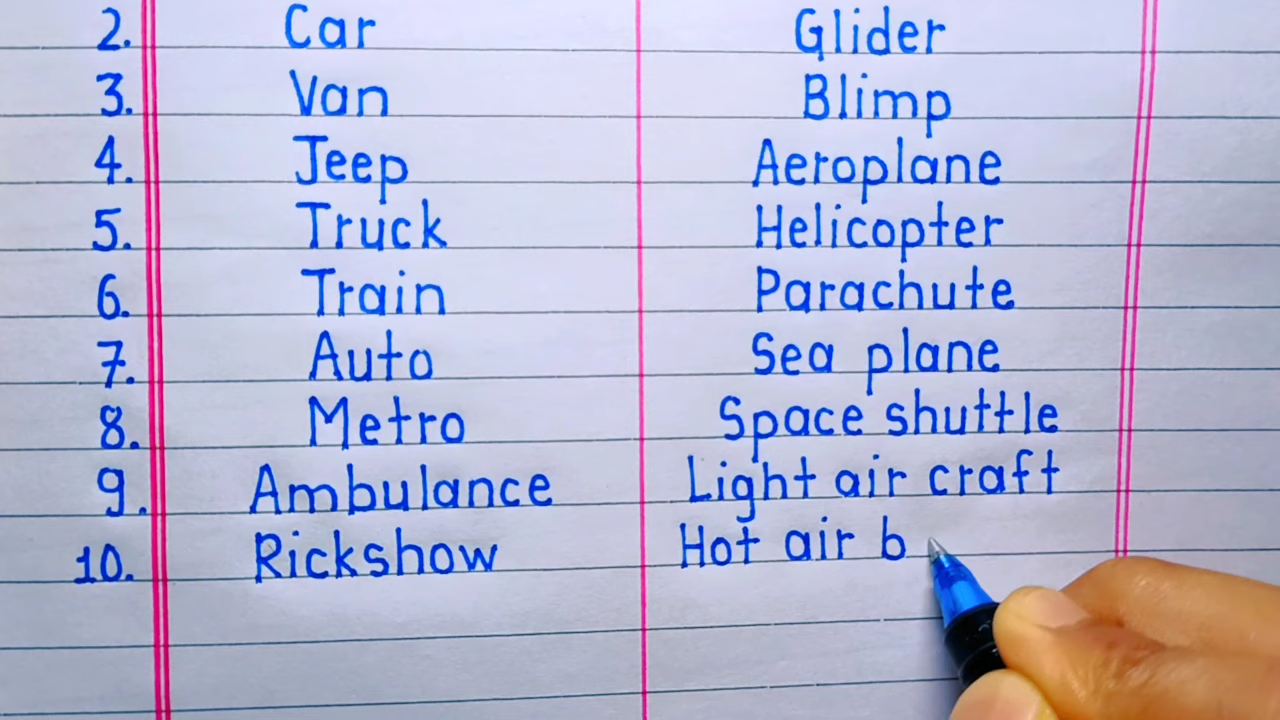 2. Car Glider
3. Van Blimp
4. Jeep Aeroplane
5. Truck Helicopter
6. Train Parachute
7. Auto Sea plane
8. Metro Space shuttle
9. Ambulance Light air craft
10. Rickshow Hot air b